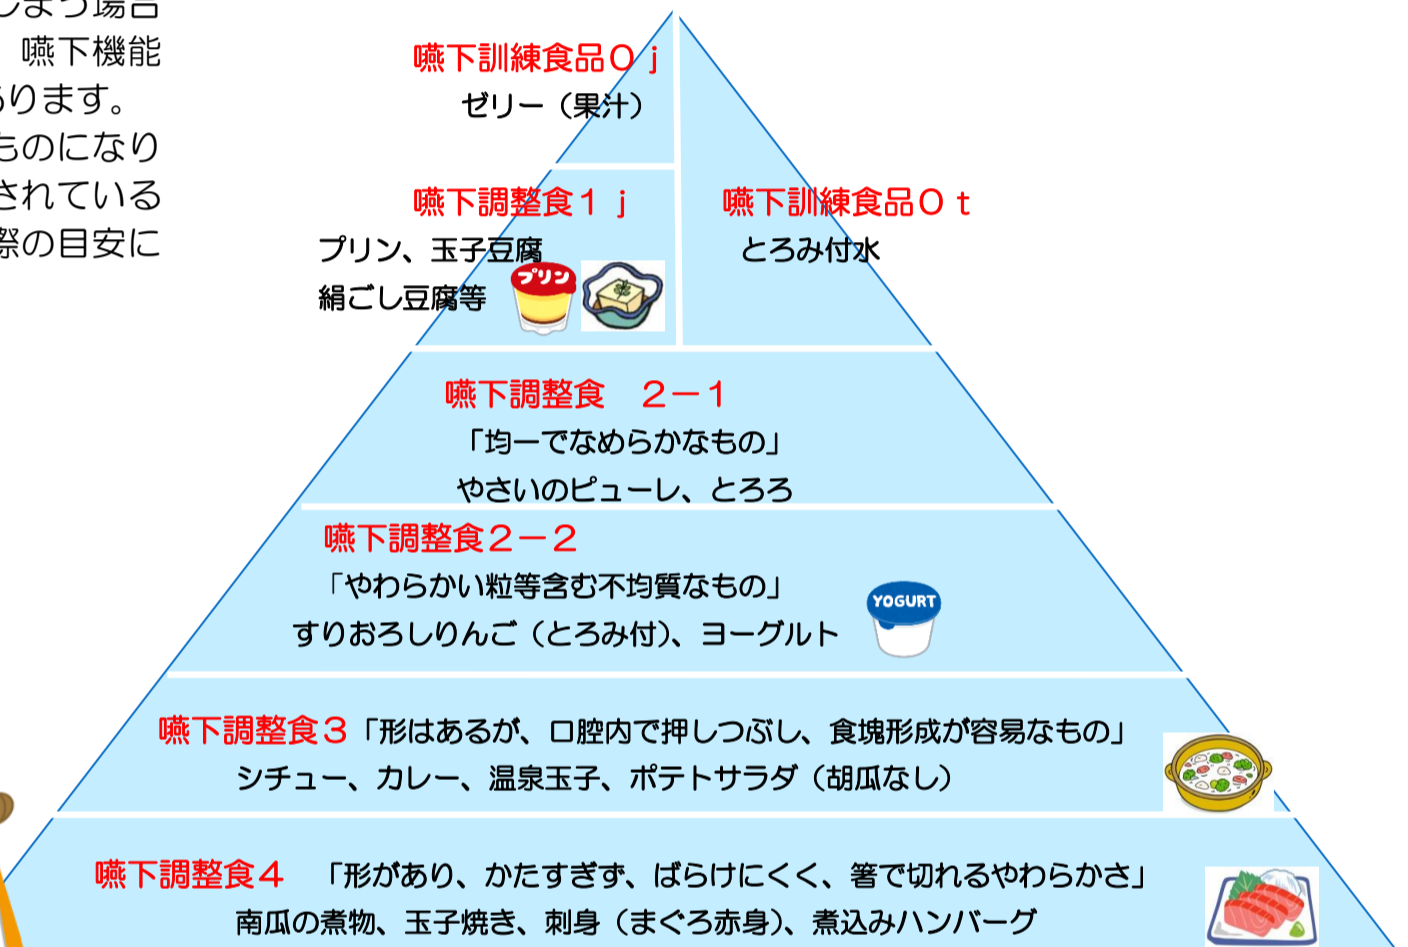 しまう場合
嚥下機能
あります。
ものになり
されている
際の目安に
嚥下訓練食品０ｊ
ゼリー（果汁）
嚥下調整食１ｊ
プリン、玉子豆腐
絹ごし豆腐等
プリン
嚥下訓練食品０ｔ
とろみ付水
嚥下調整食　２－１
「均一でなめらかなもの」
やさいのピューレ、とろろ
嚥下調整食２－２
「やわらかい粒等含む不均質なもの」
すりおろしりんご（とろみ付）、ヨーグルト
YOGURT
嚥下調整食３「形はあるが、口腔内で押しつぶし、食塊形成が容易なもの」
シチュー、カレー、温泉玉子、ポテトサラダ（胡瓜なし）
嚥下調整食４　「形があり、かたすぎず、ばらけにくく、箸で切れるやわらかさ」
南瓜の煮物、玉子焼き、刺身（まぐろ赤身）、煮込みハンバーグ